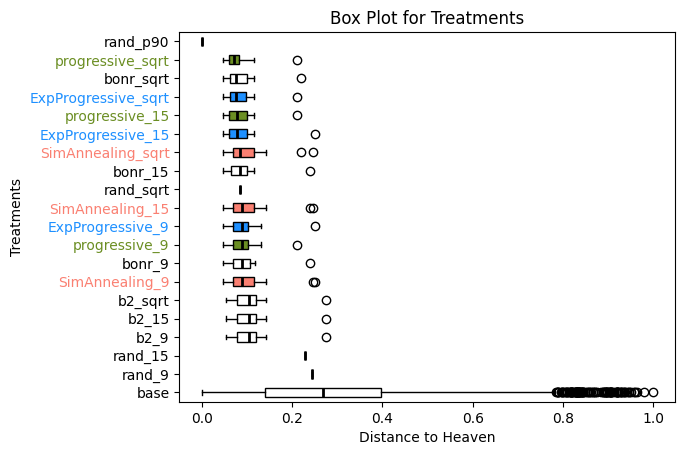 Box Plot for Treatments
Treatments
rand_p90
progressive_sqrt
bonr_sqrt
ExpProgressive_sqrt
progressive_15
ExpProgressive_15
SimAnnealing_sqrt
bonr_15
rand_sqrt
SimAnnealing_15
ExpProgressive_9
progressive_9
bonr_9
SimAnnealing_9
b2_sqrt
b2_15
b2_9
rand_15
rand_9
base
0.0 0.2 0.4 0.6 0.8 1.0
Distance to Heaven